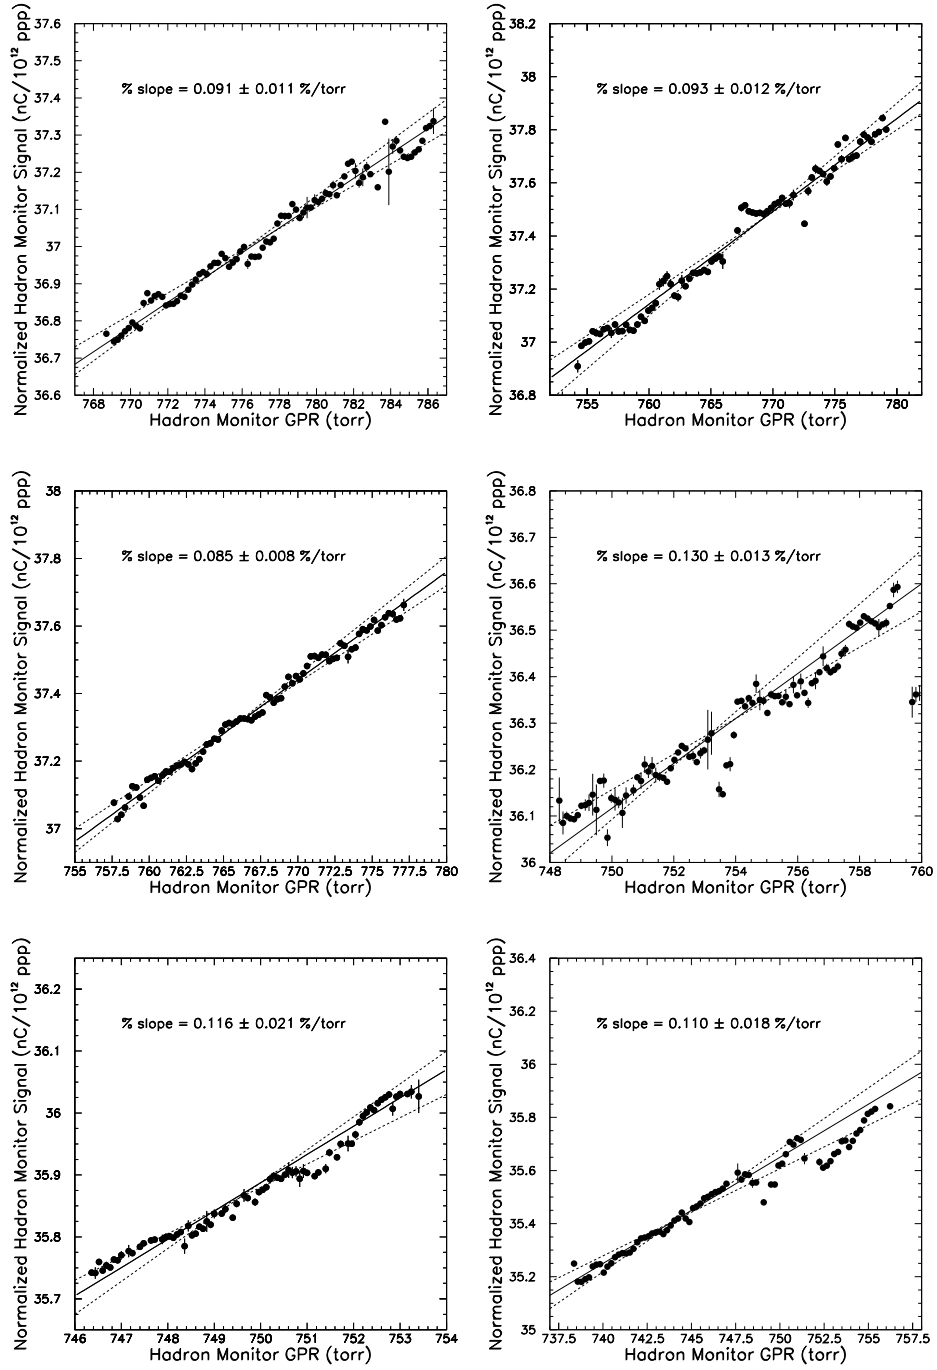 Normalized Hadron Monitor Signal (nC/10^12 ppp)
37.6
37.5
37.4
37.3
37.2
37.1
37
36.9
36.8
36.7
36.6
% slope = 0.091 ± 0.011 %/torr
768 770 772 774 776 778 780 782 784 786
Hadron Monitor GPR (torr)
Normalized Hadron Monitor Signal (nC/10^12 ppp)
38.2
38
37.8
37.6
37.4
37.2
37
36.8
% slope = 0.093 ± 0.012 %/torr
755 760 765 770 775 780
Hadron Monitor GPR (torr)
Normalized Hadron Monitor Signal (nC/10^12 ppp)
38
37.8
37.6
37.4
37.2
37
% slope = 0.085 ± 0.008 %/torr
755 757.5 760 762.5 765 767.5 770 772.5 775 777.5 780
Hadron Monitor GPR (torr)
Normalized Hadron Monitor Signal (nC/10^12 ppp)
36.8
36.7
36.6
36.5
36.4
36.3
36.2
36.1
36
% slope = 0.130 ± 0.013 %/torr
748 750 752 754 756 758 760
Hadron Monitor GPR (torr)
Normalized Hadron Monitor Signal (nC/10^12 ppp)
36.2
36.1
36
35.9
35.8
35.7
% slope = 0.116 ± 0.021 %/torr
746 747 748 749 750 751 752 753 754
Hadron Monitor GPR (torr)
Normalized Hadron Monitor Signal (nC/10^12 ppp)
36.4
36.2
36
35.8
35.6
35.4
35.2
35
% slope = 0.110 ± 0.018 %/torr
737.5 740 742.5 745 747.5 750 752.5 755 757.5
Hadron Monitor GPR (torr)